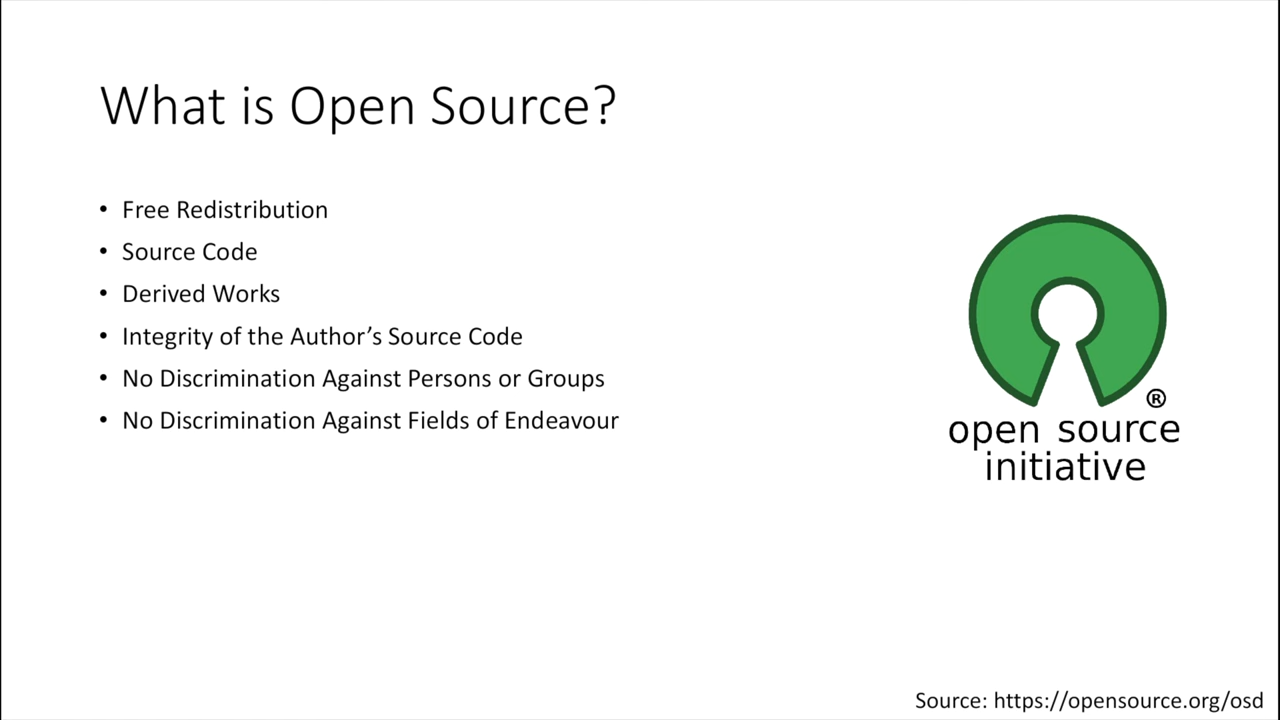 What is Open Source?
• Free Redistribution
• Source Code
• Derived Works
• Integrity of the Author’s Source Code
• No Discrimination Against Persons or Groups
• No Discrimination Against Fields of Endeavour
®
open source
initiative
Source: https://opensource.org/osd